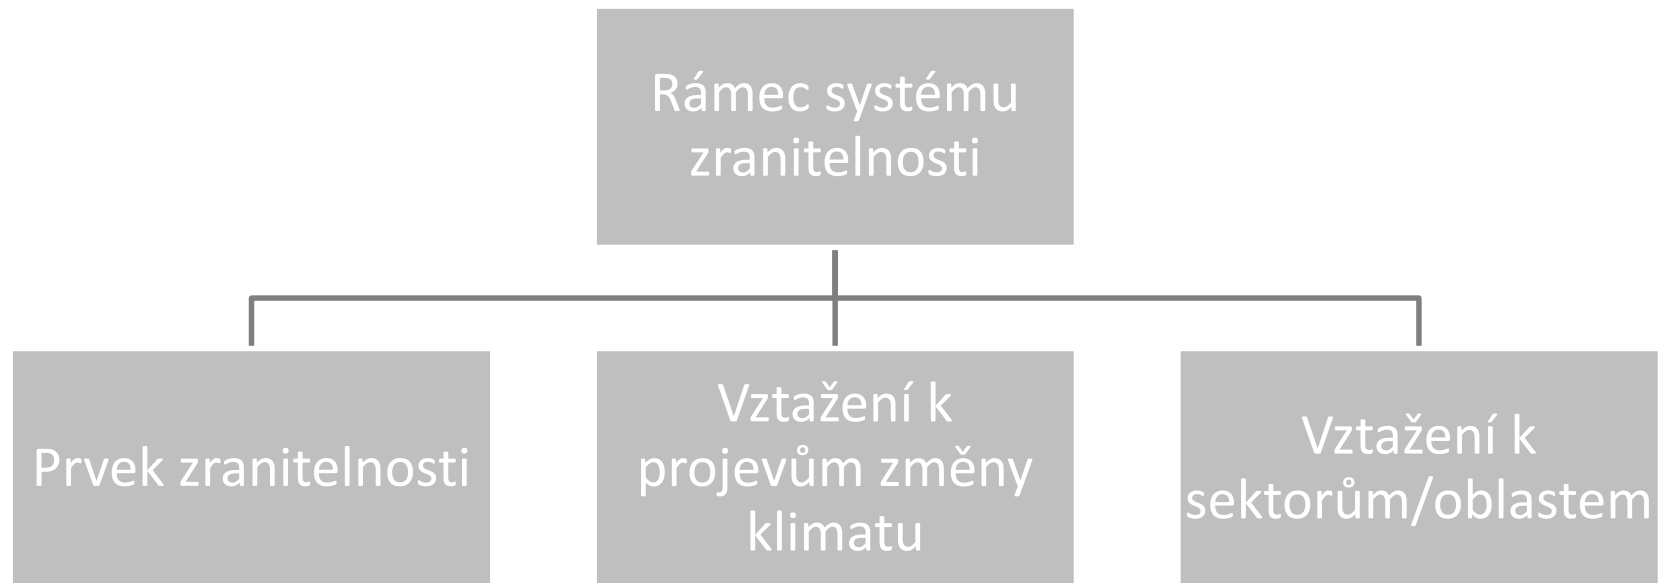 Rámec systému
zranitelnosti
Prvek zranitelnosti
Vztažení k
projevům změny
klimatu
Vztažení k
sektorům/oblastem